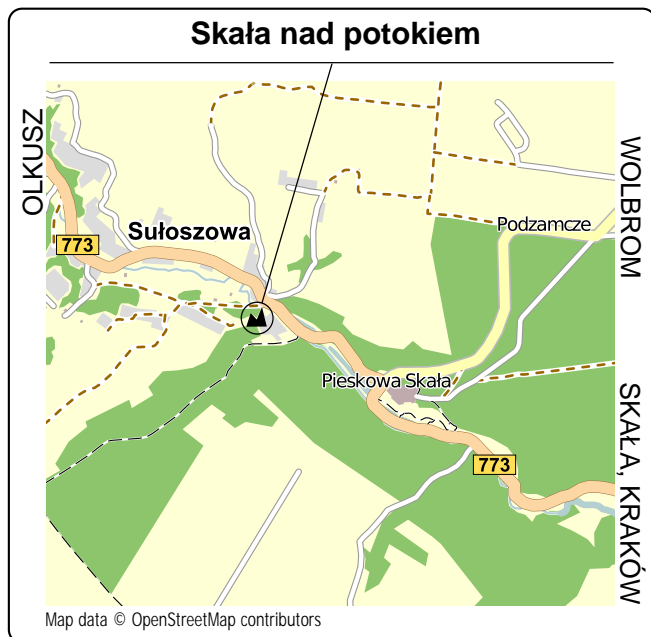 Skała nad potokiem
OLKUSZ
WOLBROM
Podzamcze
Sułoszowa
773
Pieskowa Skała
SKAŁA, KRAKÓW
773
Map data © OpenStreetMap contributors